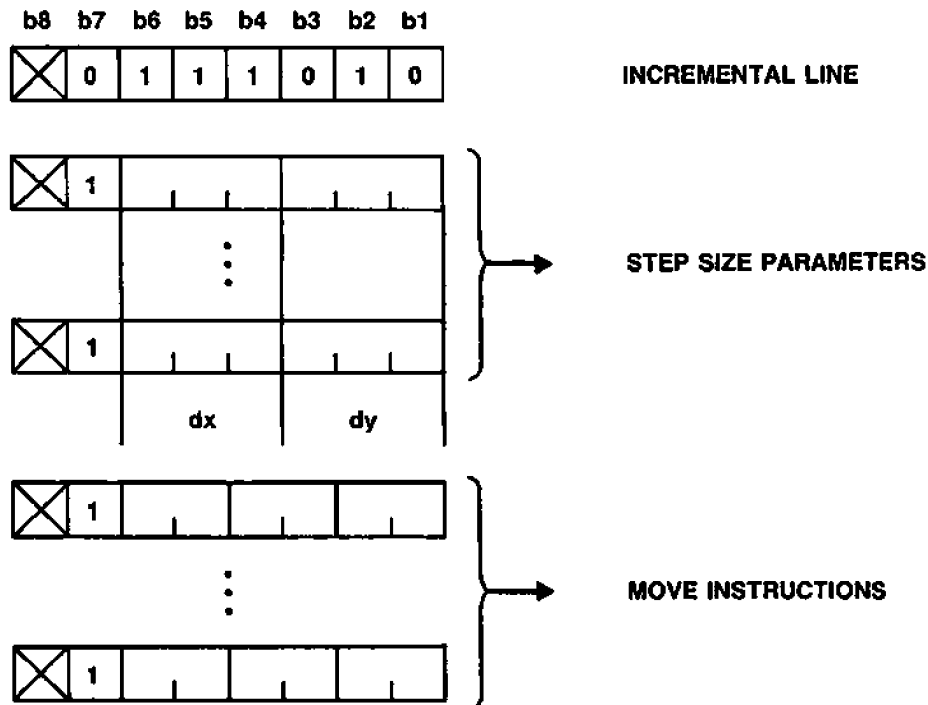 b8 b7 b6 b5 b4 b3 b2 b1
0 1 1 1 0 1 0 INCREMENTAL LINE
1
STEP SIZE PARAMETERS
1
dx dy
1
MOVE INSTRUCTIONS
1